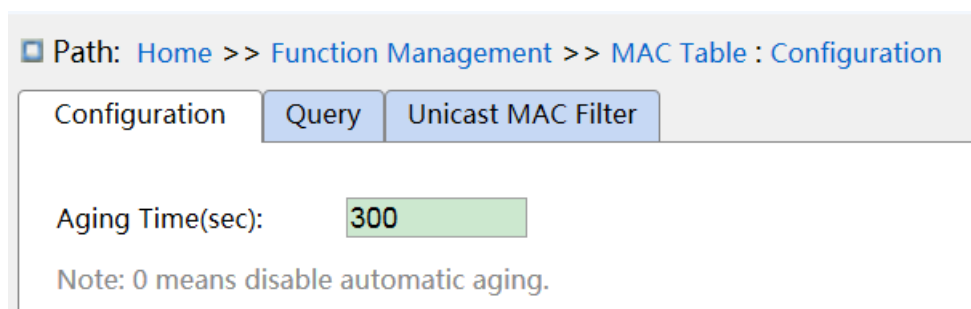 Path: Home >> Function Management >> MAC Table : Configuration
Configuration Query Unicast MAC Filter
Aging Time(sec): 300
Note: 0 means disable automatic aging.